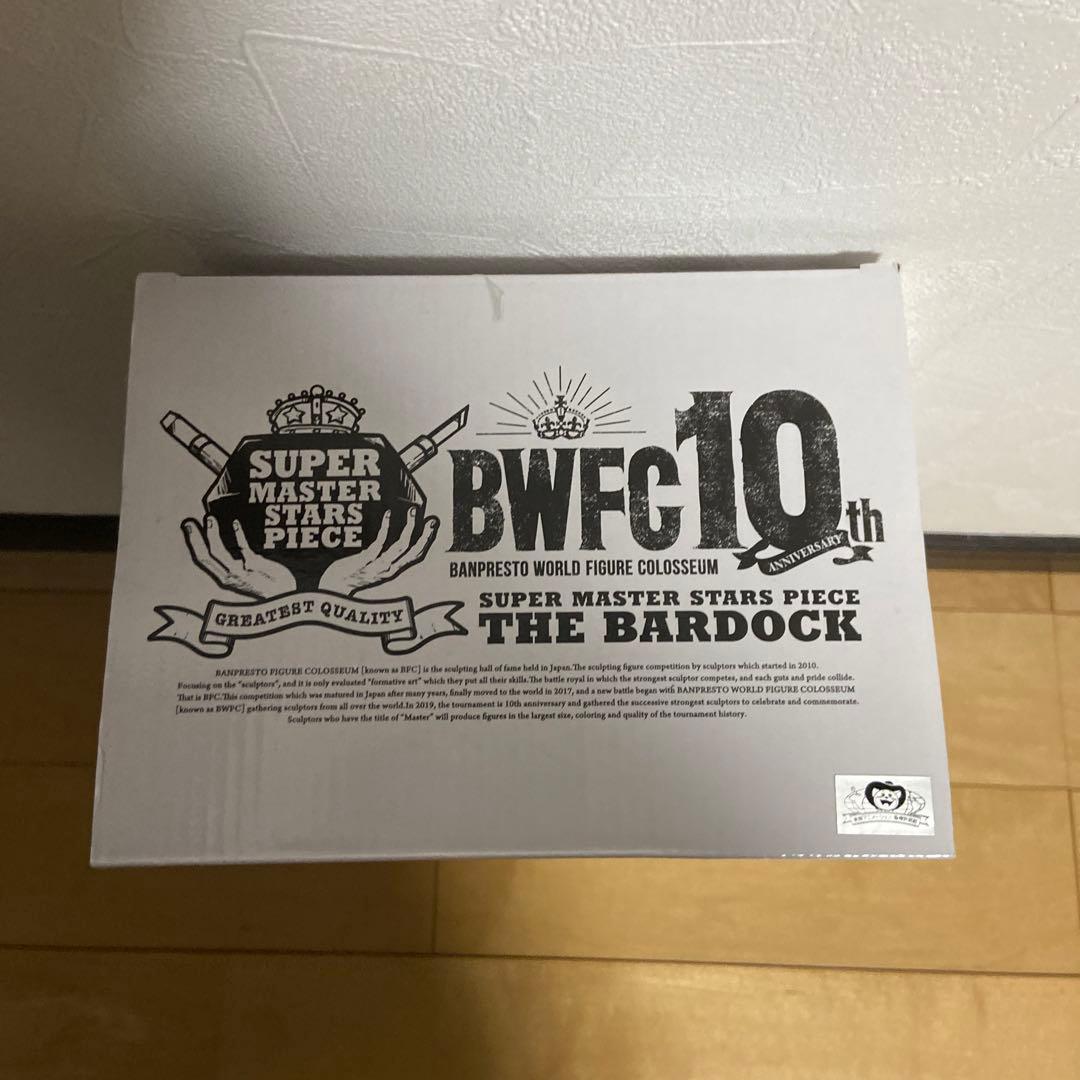 SUPER
MASTER
STARS
PIECE
GREATEST QUALITY
BWFC10th
ANNIVERSARY
BANPRESTO WORLD FIGURE COLOSSEUM
SUPER MASTER STARS PIECE
THE BARDOCK
BANPRESTO FIGURE COLOSSEUM [known as BFC] is the sculpting hall of fame held in Japan.The sculpting figure competition by sculptors which started in 2010.
Focusing on the "sculptors", and it is only evaluated "formative art" which they put all their skills.The battle royal in which the strongest sculptor competes, and each guts and pride collide.
That is BFC.This competition which was matured in Japan after many years, finally moved to the world in 2017, and a new battle began with BANPRESTO WORLD FIGURE COLOSSEUM
[known as BWFC] gathering sculptors from all over the world.In 2019, the tournament is 10th anniversary and gathered the successive strongest sculptors to celebrate and commemorate.
Sculptors who have the title of "Master" will produce figures in the largest size, coloring and quality of the tournament history.